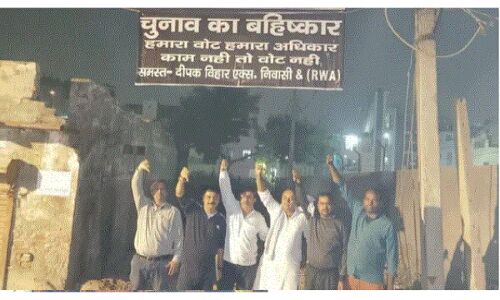 चुनाव का बहिष्कार
हमारा वोट हमारा अधिकार
काम नही तो वोट नही
समस्त- दीपक विहार एक्स. निवासी & (RWA)